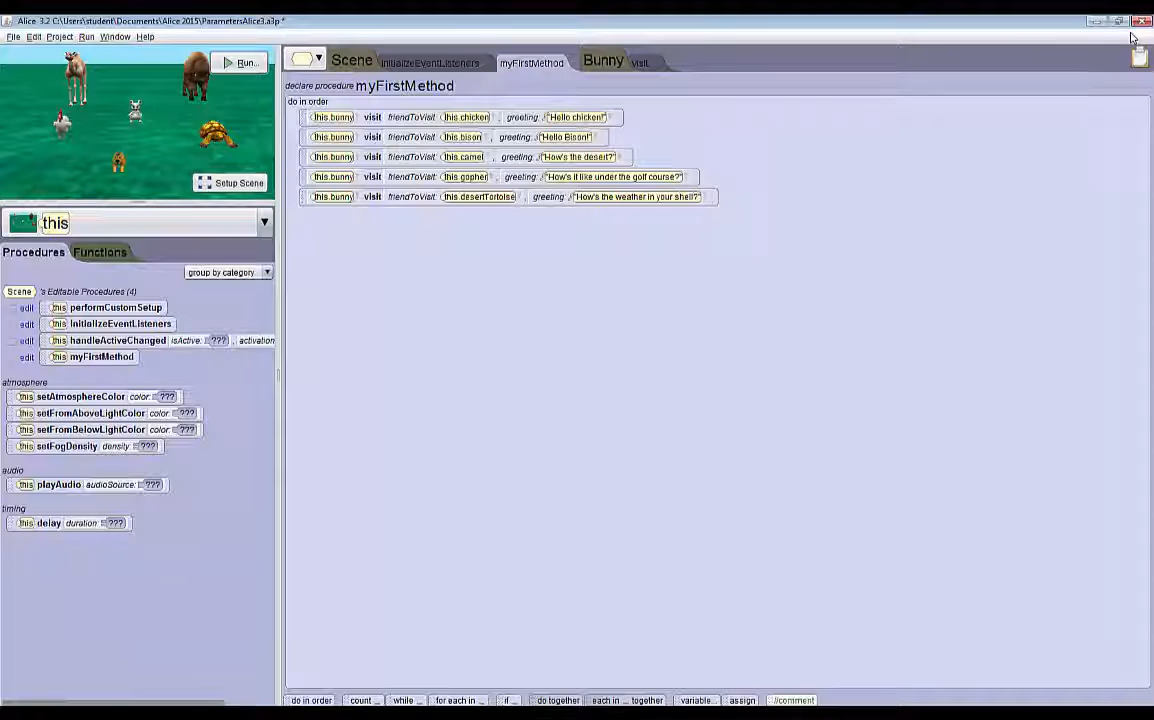 Alice 3.2 C:\Users\student\Documents\Alice 2015\ParametersAlice3.a3p *
File Edit Project Run Window Help
Run...
Setup Scene
Scene initializeEventListeners myFirstMethod Bunny visit
declare procedure myFirstMethod
do in order
this.bunny visit friendToVisit: this.chicken , greeting: "Hello chicken!"
this.bunny visit friendToVisit: this.bison , greeting: "Hello Bison!"
this.bunny visit friendToVisit: this.camel , greeting: "How's the desert?"
this.bunny visit friendToVisit: this.gopher , greeting: "How's it like under the golf course?"
this.bunny visit friendToVisit: this.desertTortoise , greeting: "How's the weather in your shell?"
this
Procedures Functions
group by category
Scene 's Editable Procedures (4)
edit this performCustomSetup
edit this initializeEventListeners
edit this handleActiveChanged isActive: ??? , activation
edit this myFirstMethod
atmosphere
this setAtmosphereColor color: ???
this setFromAboveLightColor color: ???
this setFromBelowLightColor color: ???
this setFogDensity density: ???
audio
this playAudio audioSource: ???
timing
this delay duration: ???
do in order count _ while _ for each in _ if _ do together each in _ together variable... assign //comment